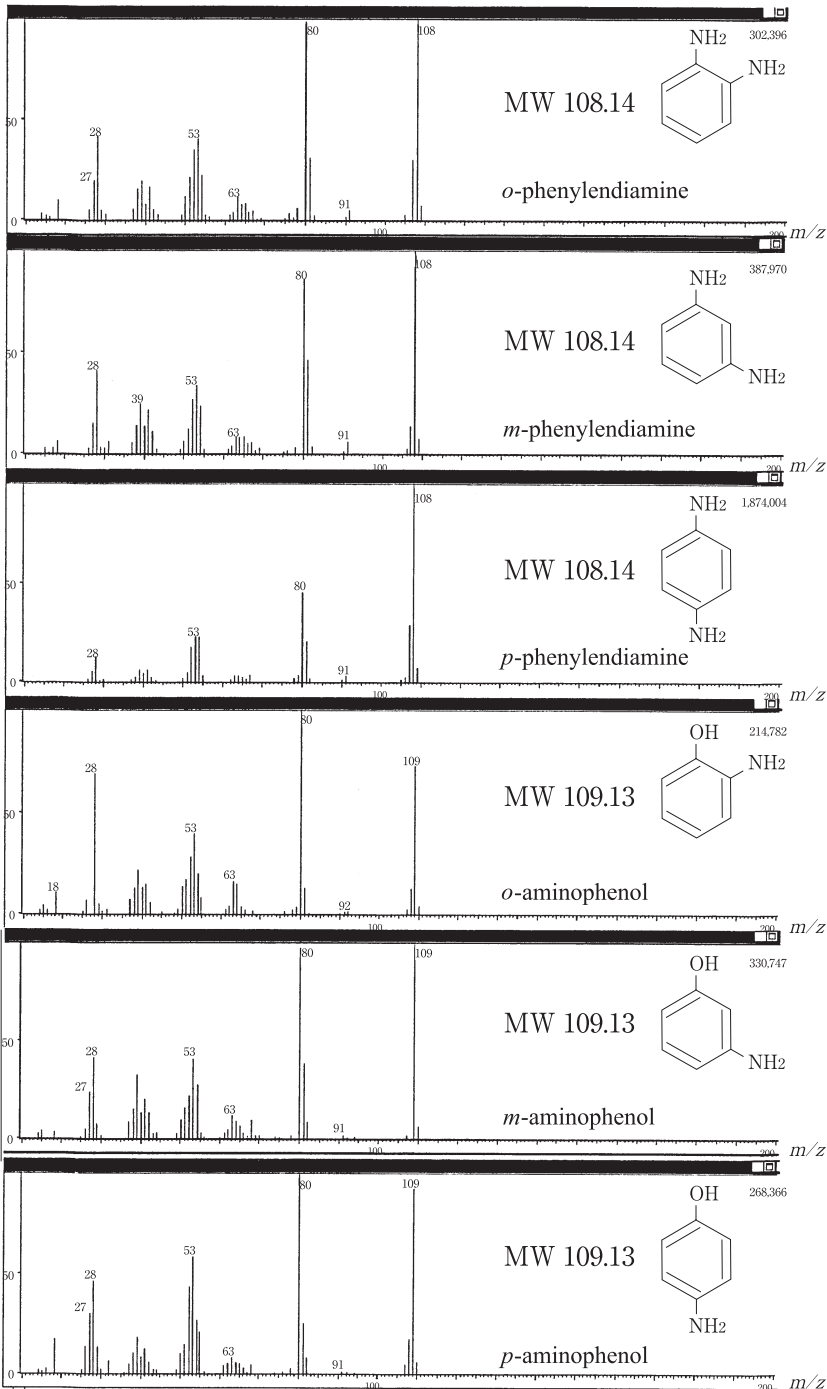 80 108 302,396
NH2
NH2
MW 108.14
50
28
53
27
63
91
o-phenylendiamine
0
100 200 m/z
108 387,970
80
NH2
MW 108.14
50
28
53
39
63
91
NH2
m-phenylendiamine
0
100 200 m/z
108
NH2 1,874,004
MW 108.14
50
80
53
28
91
NH2
p-phenylendiamine
0
100 200 m/z
80
OH 214,782
NH2
109
28
MW 109.13
50
53
63
18
92
o-aminophenol
0
100 200 m/z
80 109
OH 330,747
MW 109.13
50
28
53
27
63
91
NH2
m-aminophenol
0
100 200 m/z
80 109
OH 268,366
MW 109.13
50
53
28
27
63
91
NH2
p-aminophenol
0
100 200 m/z